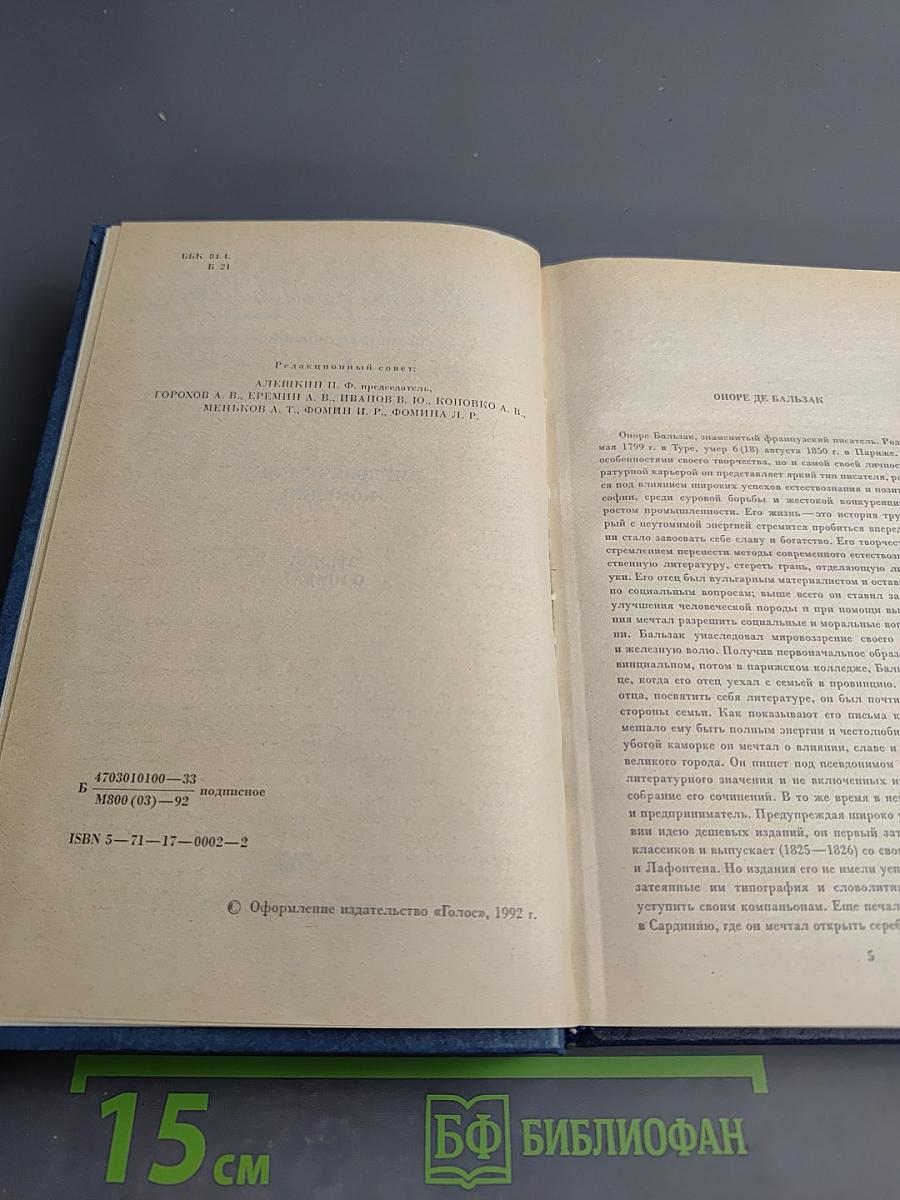 ББК 84.4.
Б 21
Редакционный совет:
АЛЕШКИН П. Ф. председатель,
ГОРОХОВ А. В., ЕРЕМИН А. В., ИВАНОВ В. Ю., КОНОВКО А. В.,
МЕНЬКОВ А. Т., ФОМИН И. Р., ФОМИНА Л. Р.
Б 4703010100—33
М800 (03)—92 подписное
ISBN 5—71—17—0002—2
© Оформление издательство «Голос», 1992 г.
ОНОРЕ ДЕ БАЛЬЗАК
Оноре Бальзак, знаменитый французский писатель. Род
мая 1799 г. в Туре, умер 6 (18) августа 1850 г. в Париже.
особенностями своего творчества, но и самой своей личнос
ратурной карьерой он представляет яркий тип писателя, ра
ся под влиянием широких успехов естествознания и позит
софии, среди суровой борьбы и жестокой конкуренци
ростом промышленности. Его жизнь — это история тру
рый с неутомимой энергией стремится пробиться вперед
ни стало завоевать себе славу и богатство. Его творчест
стремлением перенести методы современного естествоз
ственную литературу, стереть грань, отделяющую ли
уки. Его отец был вульгарным материалистом и остав
по социальным вопросам; выше всего он ставил за
улучшения человеческой породы и при помощи вы
ния мечтал разрешить социальные и моральные воп
ни. Бальзак унаследовал мировоззрение своего
и железную волю. Получив первоначальное образ
винциальном, потом в парижском колледже, Баль
це, когда его отец уехал с семьей в провинцию.
отца, посвятить себя литературе, он был почти
стороны семьи. Как показывают его письма к
мешало ему быть полным энергии и честолюби
убогой каморке он мечтал о влиянии, славе и
великого города. Он пишет под псевдонимом
литературного значения и не включенных и
собрание его сочинений. В то же время в нем
и предприниматель. Предупреждая широко
вии идею дешевых изданий, он первый зат
классиков и выпускает (1825—1826) со сво
и Лафонтена. Но издания его не имели усп
затеянные им типография и словолити
уступить своим компаньонам. Еще печал
в Сардинию, где он мечтал открыть сереб
5
15 см
БФ БИБЛИОФАН